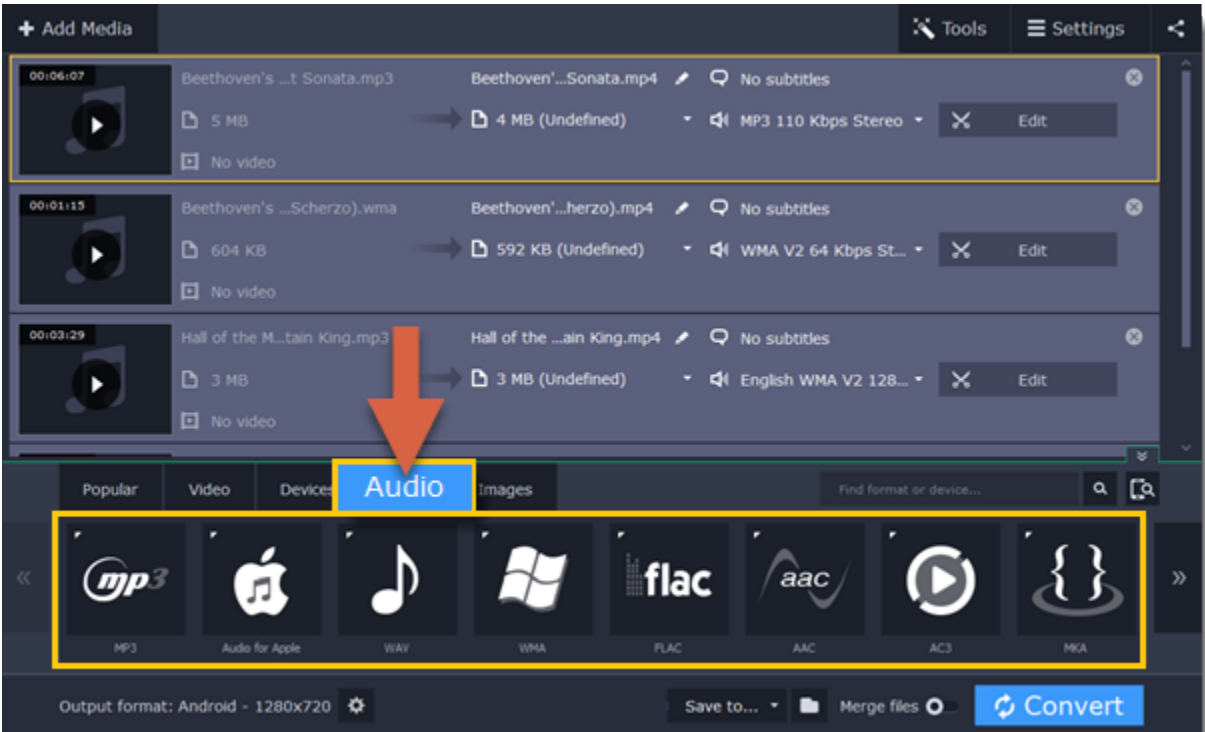 Add Media
Tools
Settings
00:06:07
Beethoven's ...t Sonata.mp3
Beethoven'...Sonata.mp4
No subtitles
5 MB
4 MB (Undefined)
MP3 110 Kbps Stereo
Edit
No video
00:01:15
Beethoven's ...Scherzo).wma
Beethoven'...herzo).mp4
No subtitles
604 KB
592 KB (Undefined)
WMA V2 64 Kbps St...
Edit
No video
00:03:29
Hall of the M...tain King.mp3
Hall of the ...ain King.mp4
No subtitles
3 MB
3 MB (Undefined)
English WMA V2 128...
Edit
No video
Popular
Video
Devices
Audio
Images
Find format or device...
mp3
flac
aac
{ }
MP3
Audio for Apple
WAV
WMA
FLAC
AAC
AC3
MKA
Output format: Android - 1280x720
Save to...
Merge files
Convert